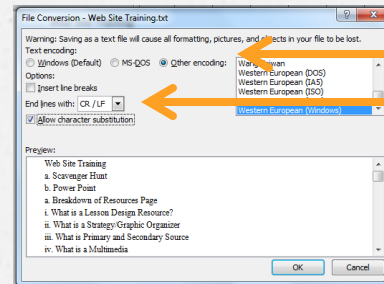 File Conversion - Web Site Training.txt
Warning: Saving as a text file will cause all formatting, pictures, and objects in your file to be lost.
Text encoding:
Windows (Default) MS-DOS Other encoding:
Wang Taiwan
Western European (DOS)
Western European (IA5)
Western European (ISO)
Western European (Windows)
Options:
Insert line breaks
End lines with: CR / LF
Allow character substitution
Preview:
Web Site Training
a. Scavenger Hunt
b. Power Point
a. Breakdown of Resources Page
i. What is a Lesson Design Resource?
ii. What is a Strategy/Graphic Organizer
iii. What is Primary and Secondary Source
iv. What is a Multimedia
OK Cancel